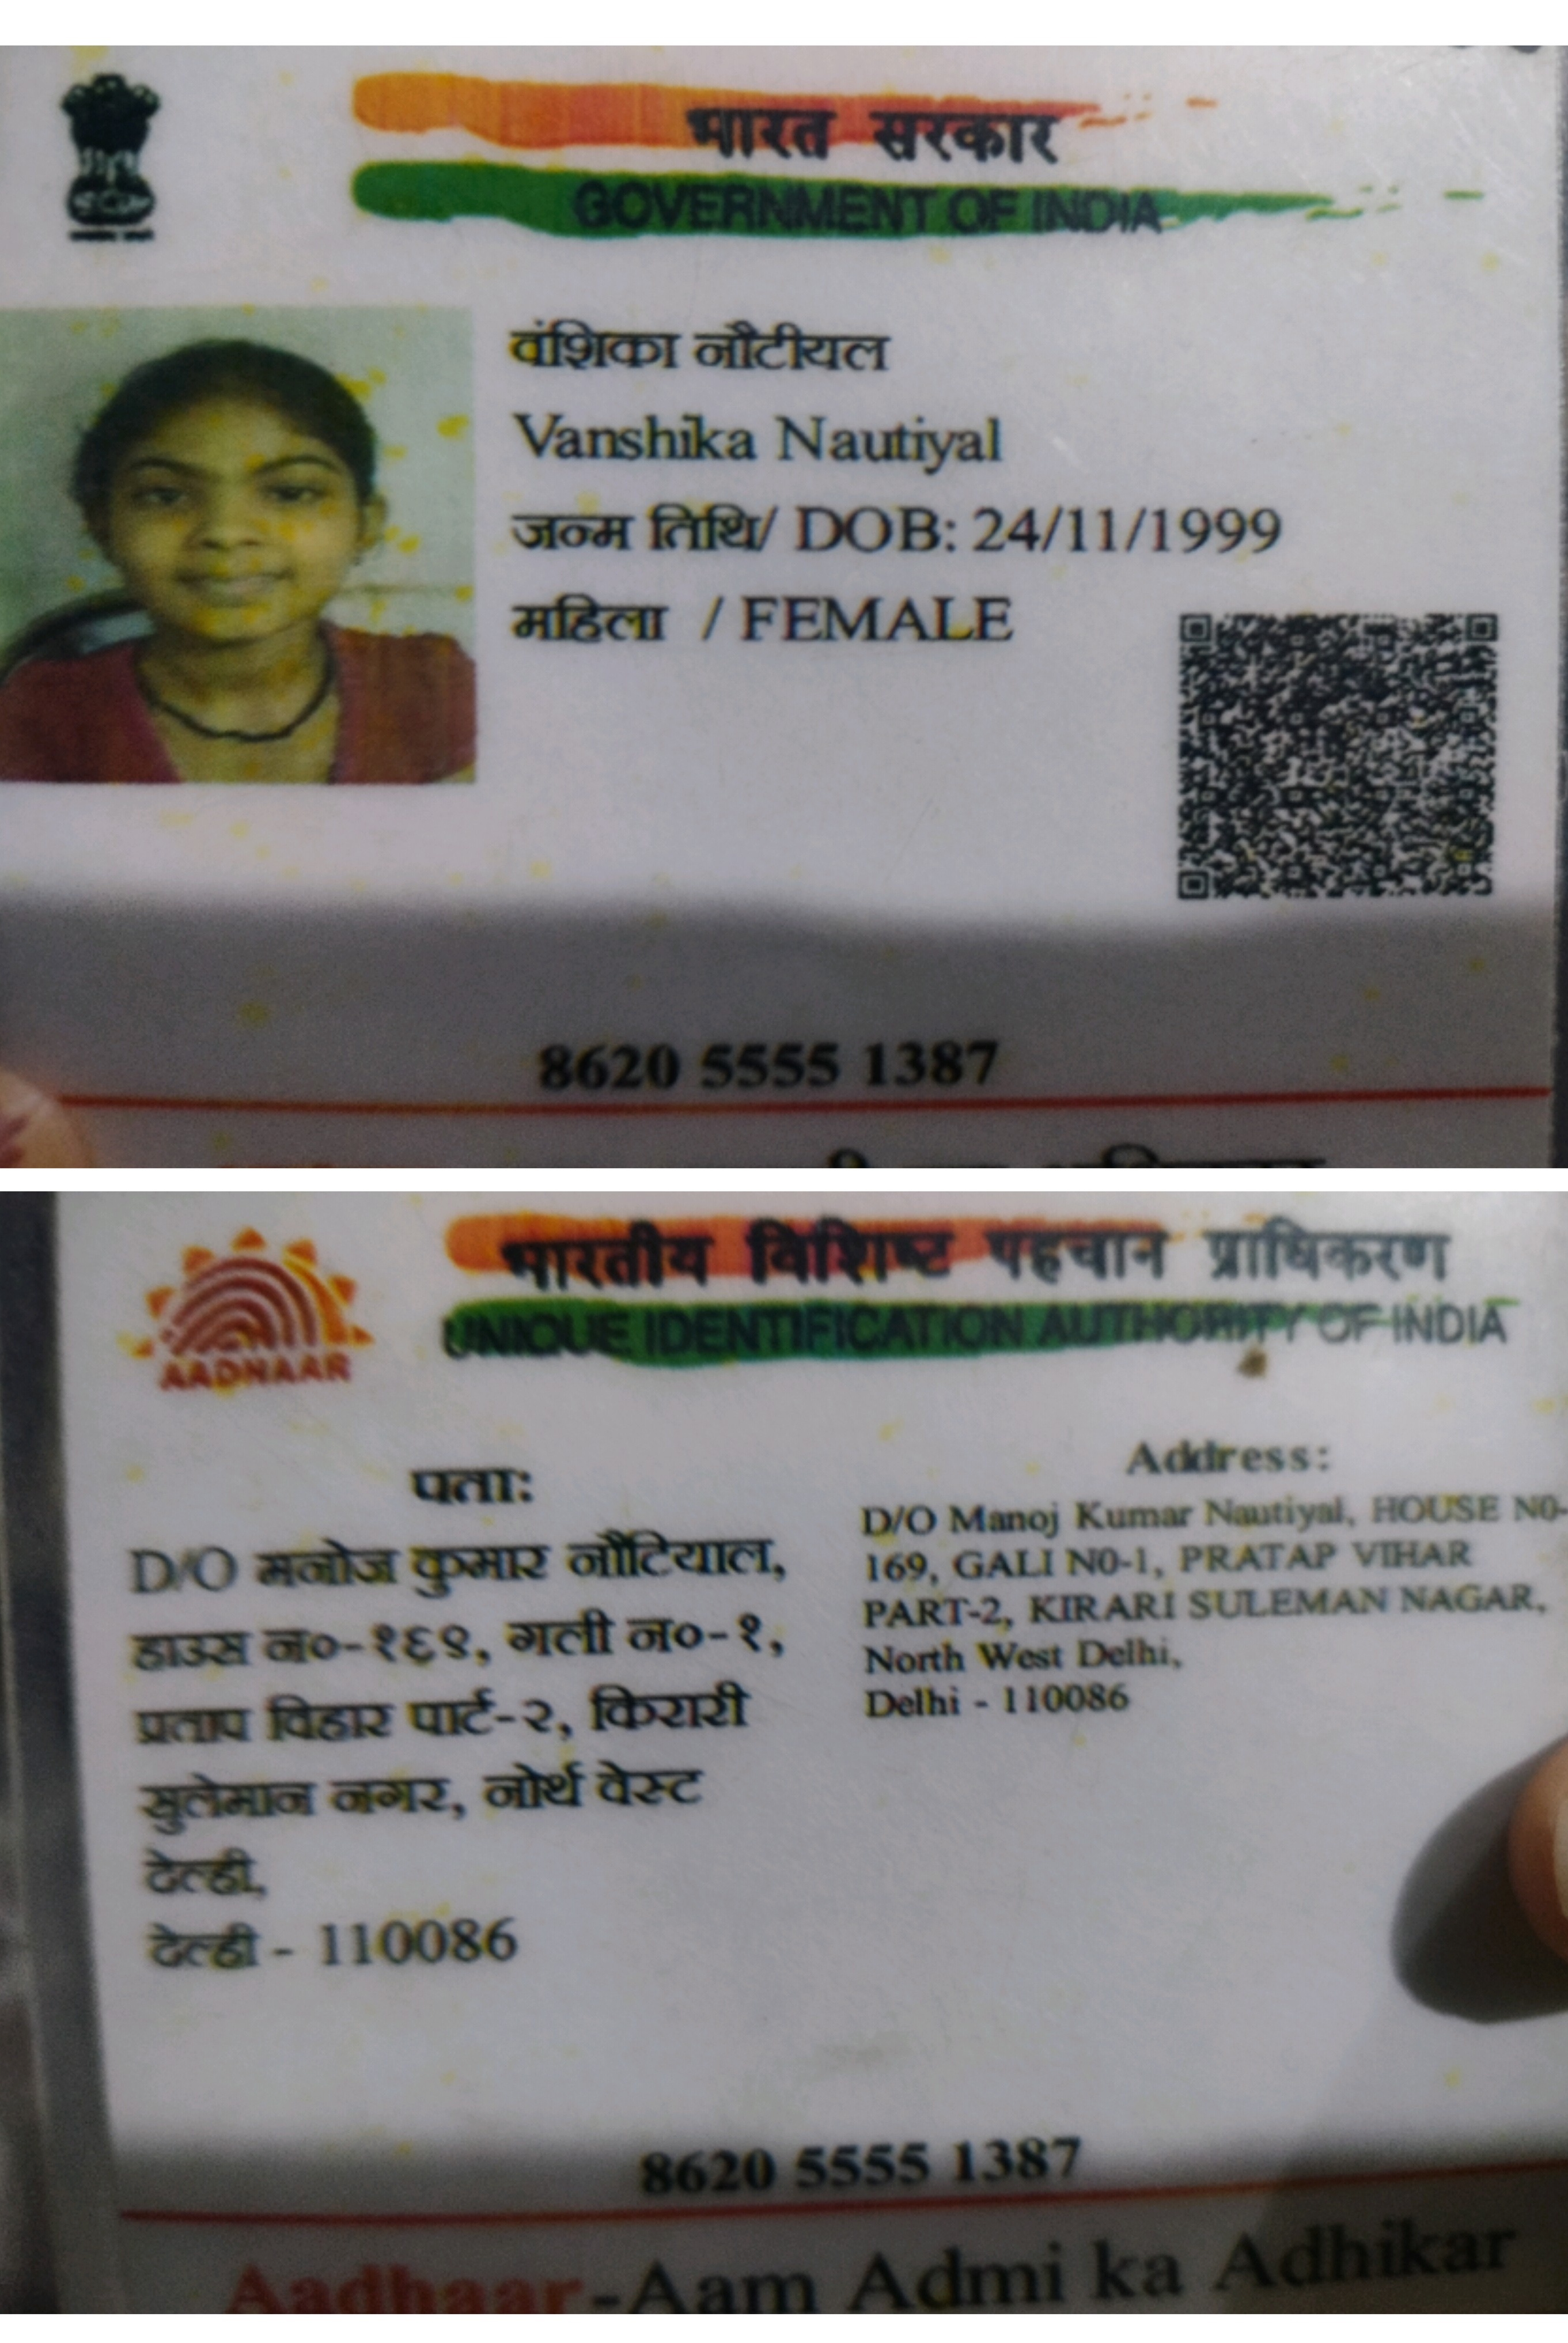 भारत सरकार
GOVERNMENT OF INDIA
वंशिका नौटीयल
Vanshika Nautiyal
जन्म तिथि/ DOB: 24/11/1999
महिला / FEMALE
8620 5555 1387
भारतीय विशिष्ट पहचान प्राधिकरण
UNIQUE IDENTIFICATION AUTHORITY OF INDIA
AADHAAR
पता:
D/O मनोज कुमार नौटियाल,
हाउस न०-१६९, गली न०-१,
प्रताप विहार पार्ट-२, किरारी
सुलेमान नगर, नोर्थ वेस्ट
देल्ही,
देल्ही - 110086
Address:
D/O Manoj Kumar Nautiyal, HOUSE N0-
169, GALI N0-1, PRATAP VIHAR
PART-2, KIRARI SULEMAN NAGAR,
North West Delhi,
Delhi - 110086
8620 5555 1387
Aadhaar-Aam Admi ka Adhikar